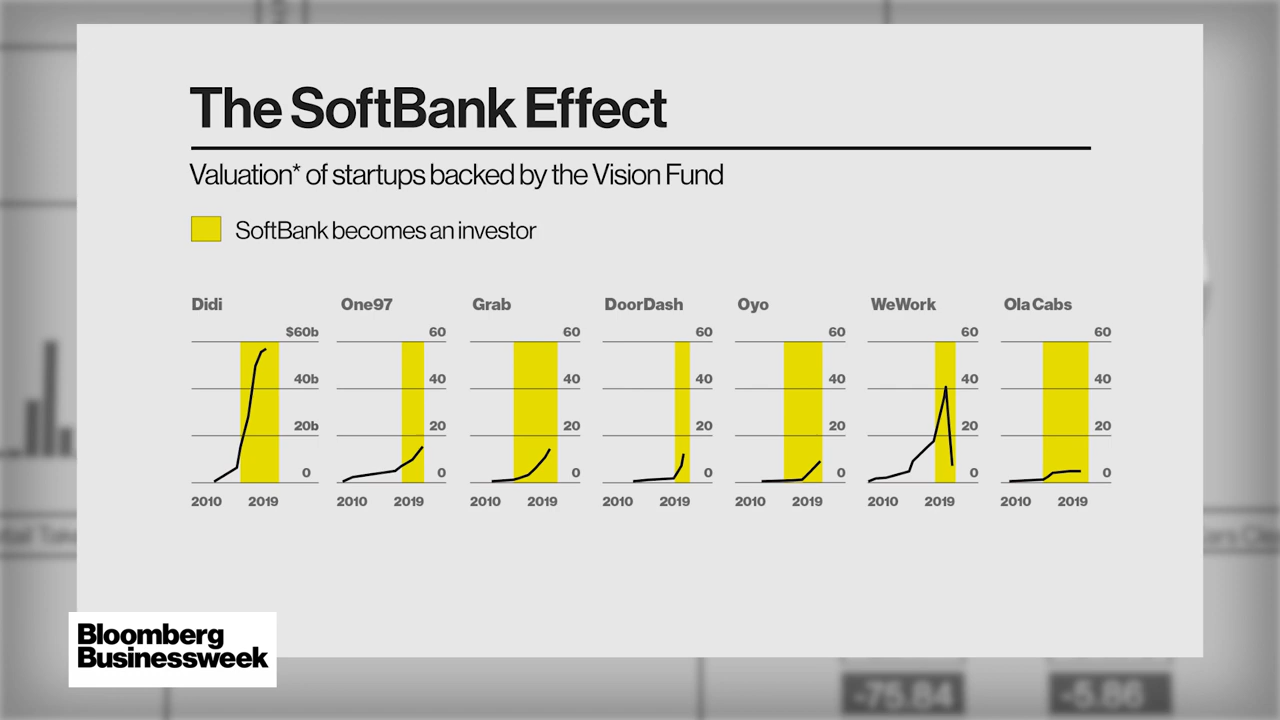 The SoftBank Effect
Valuation* of startups backed by the Vision Fund
SoftBank becomes an investor
Didi One97 Grab DoorDash Oyo WeWork Ola Cabs
$60b 60 60 60 60 60 60
40b 40 40 40 40 40 40
20b 20 20 20 20 20 20
0 0 0 0 0 0 0
2010 2019 2010 2019 2010 2019 2010 2019 2010 2019 2010 2019 2010 2019
Bloomberg
Businessweek
-75.84 -5.86